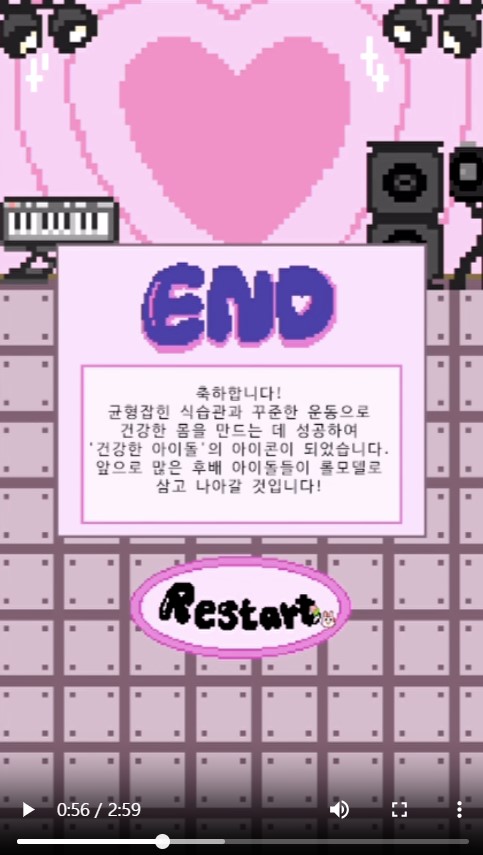 END
축하합니다!
균형잡힌 식습관과 꾸준한 운동으로
건강한 몸을 만드는 데 성공하여
'건강한 아이돌'의 아이콘이 되었습니다.
앞으로 많은 후배 아이돌들이 롤모델로
삼고 나아갈 것입니다!
Restart
0:56 / 2:59